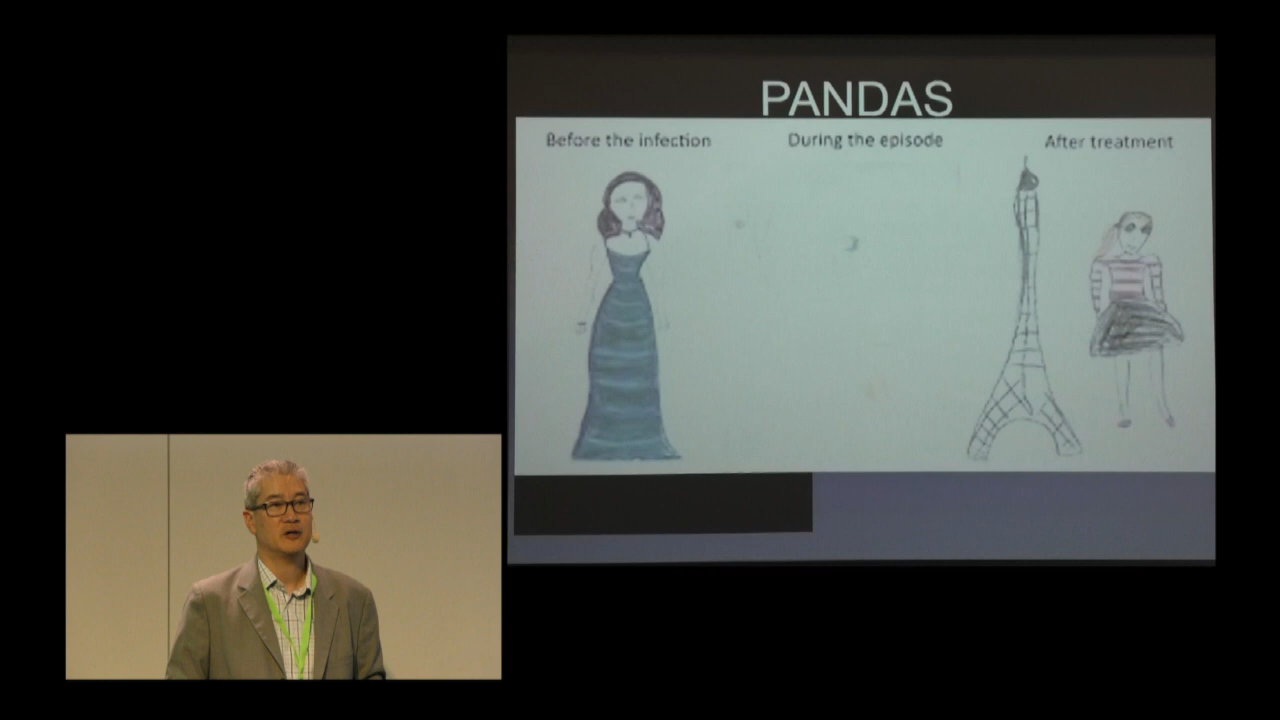 PANDAS
Before the infection
During the episode
After treatment